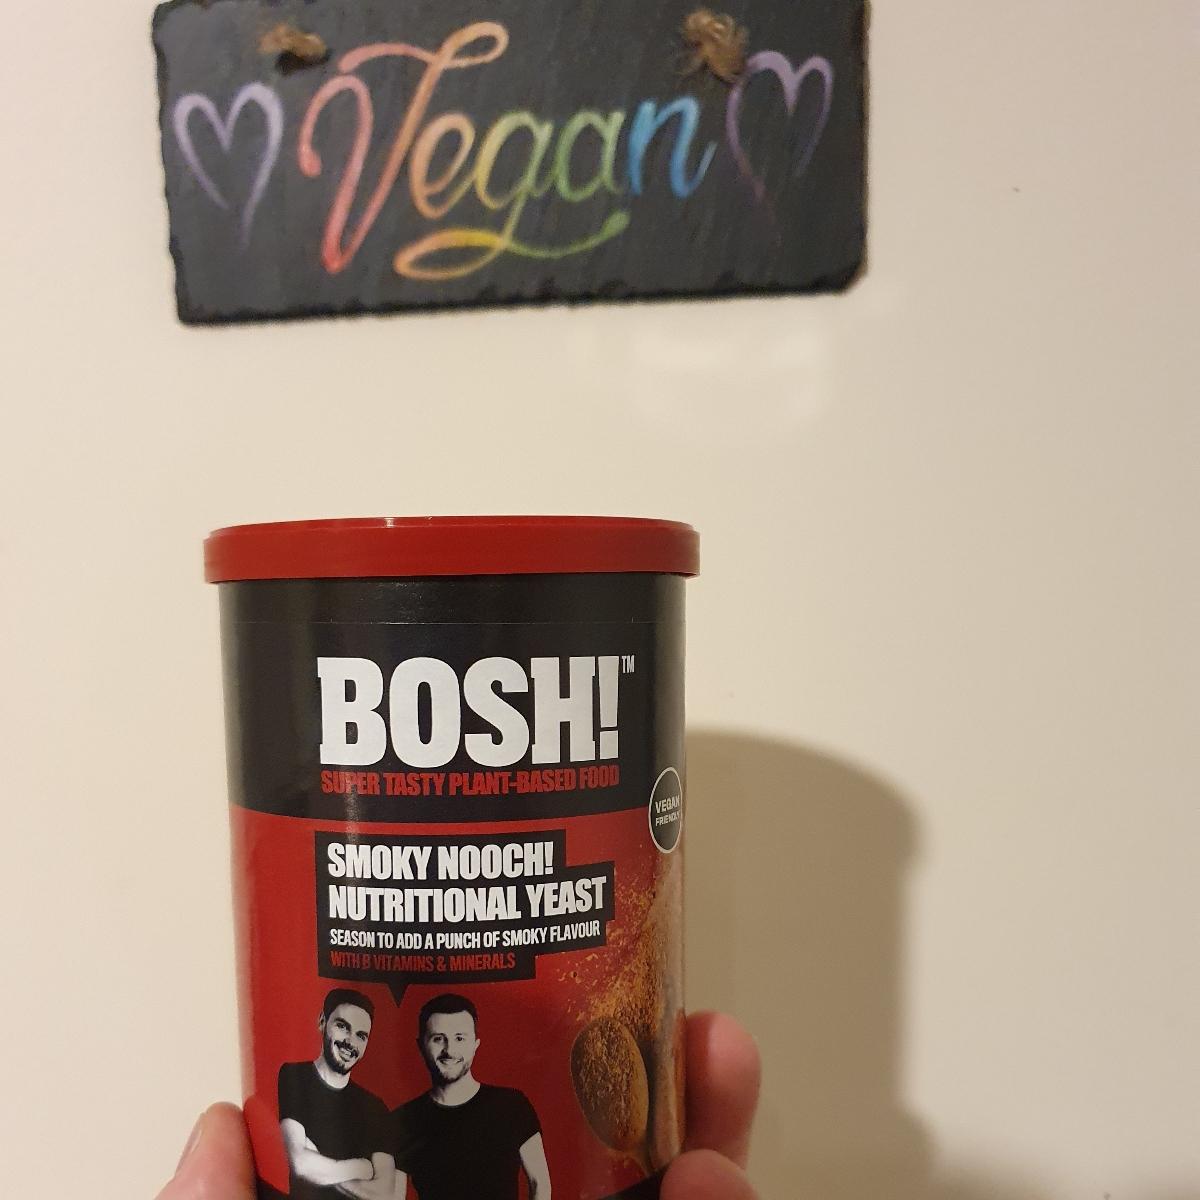 Vegan
BOSH!™
SUPER TASTY PLANT-BASED FOOD
VEGAN
FRIENDLY
SMOKY NOOCH!
NUTRITIONAL YEAST
SEASON TO ADD A PUNCH OF SMOKY FLAVOUR
WITH B VITAMINS & MINERALS